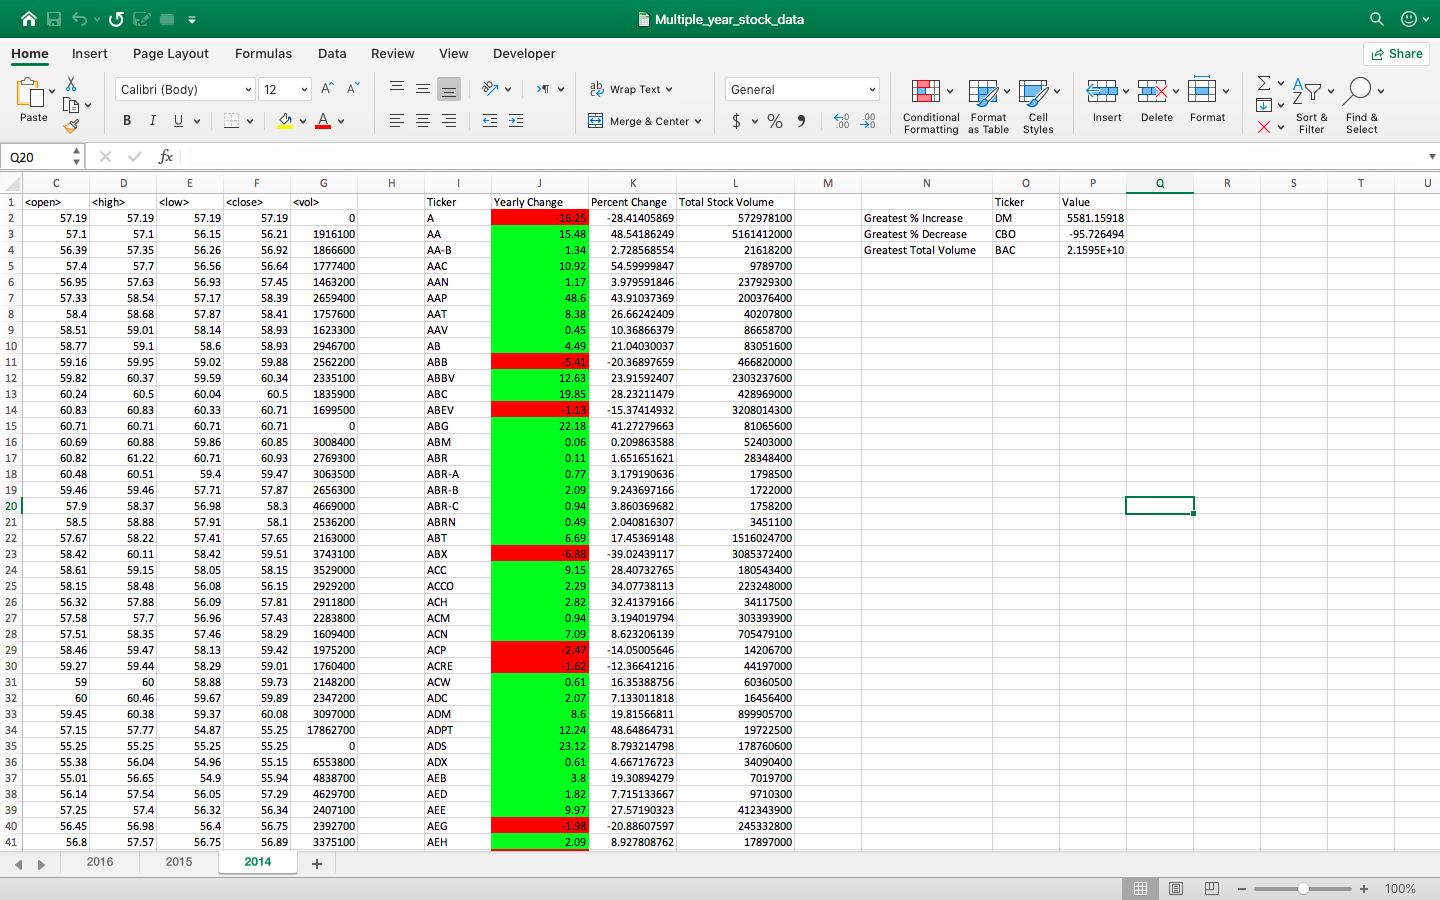 Multiple_year_stock_data
Home Insert Page Layout Formulas Data Review View Developer Share
Paste Calibri (Body) 12 A A ab Wrap Text General
B I U A Merge & Center $ % Conditional Formatting Format as Table Cell Styles Insert Delete Format Sort & Filter Find & Select
Q20 fx
C D E F G H I J K L M N O P Q R S T U
1 <open> <high> <low> <close> <vol> Ticker Yearly Change Percent Change Total Stock Volume Ticker Value
2 57.19 57.19 57.19 57.19 0 A -16.25 -28.41405869 572978100 Greatest % Increase DM 5581.15918
3 57.1 57.1 56.15 56.21 1916100 AA 15.48 48.54186249 5161412000 Greatest % Decrease CBO -95.726494
4 56.39 57.35 56.26 56.92 1866600 AA-B 1.34 2.728568554 21618200 Greatest Total Volume BAC 2.1595E+10
5 57.4 57.7 56.56 56.64 1777400 AAC 10.92 54.59999847 9789700
6 56.95 57.63 56.93 57.45 1463200 AAN 1.17 3.979591846 237929300
7 57.33 58.54 57.17 58.39 2659400 AAP 48.6 43.91037369 200376400
8 58.4 58.68 57.87 58.41 1757600 AAT 8.38 26.66242409 40207800
9 58.51 59.01 58.14 58.93 1623300 AAV 0.45 10.36866379 86658700
10 58.77 59.1 58.6 58.93 2946700 AB 4.49 21.04030037 83051600
11 59.16 59.95 59.02 59.88 2562200 ABB -5.41 -20.36897659 466820000
12 59.82 60.37 59.59 60.34 2335100 ABBV 12.63 23.91592407 2303237600
13 60.24 60.5 60.04 60.5 1835900 ABC 19.85 28.23211479 428969000
14 60.83 60.83 60.33 60.71 1699500 ABEV -1.13 -15.37414932 3208014300
15 60.71 60.71 60.71 60.71 0 ABG 22.18 41.27279663 81065600
16 60.69 60.88 59.86 60.85 3008400 ABM 0.06 0.209863588 52403000
17 60.82 61.22 60.71 60.93 2769300 ABR 0.11 1.651651621 28348400
18 60.48 60.51 59.4 59.47 3063500 ABR-A 0.77 3.179190636 1798500
19 59.46 59.46 57.71 57.87 2656300 ABR-B 2.09 9.243697166 1722000
20 57.9 58.37 56.98 58.3 4669000 ABR-C 0.94 3.860369682 1758200
21 58.5 58.88 57.91 58.1 2536200 ABRN 0.49 2.040816307 3451100
22 57.67 58.22 57.41 57.65 2163000 ABT 6.69 17.45369148 1516024700
23 58.42 60.11 58.42 59.51 3743100 ABX -6.88 -39.02439117 3085372400
24 58.61 59.15 58.05 58.15 3529000 ACC 9.15 28.40732765 180543400
25 58.15 58.48 56.08 56.15 2929200 ACCO 2.29 34.07738113 223248000
26 56.32 57.88 56.09 57.81 2911800 ACH 2.82 32.41379166 34117500
27 57.58 57.7 56.96 57.43 2283800 ACM 0.94 3.194019794 303393900
28 57.51 58.35 57.46 58.29 1609400 ACN 7.09 8.623206139 705479100
29 58.46 59.47 58.13 59.42 1975200 ACP -2.47 -14.05005646 14206700
30 59.27 59.44 58.29 59.01 1760400 ACRE -1.62 -12.36641216 44197000
31 59 60 58.88 59.73 2148200 ACW 0.61 16.35388756 60360500
32 60 60.46 59.67 59.89 2347200 ADC 2.07 7.133011818 16456400
33 59.45 60.38 59.37 60.08 3097000 ADM 8.6 19.81566811 899905700
34 57.15 57.77 54.87 55.25 17862700 ADPT 12.24 48.64864731 19722500
35 55.25 55.25 55.25 55.25 0 ADS 23.12 8.793214798 178760600
36 55.38 56.04 54.96 55.15 6553800 ADX 0.61 4.667176723 34090400
37 55.01 56.65 54.9 55.94 4838700 AEB 3.8 19.30894279 7019700
38 56.14 57.54 56.05 57.29 4629700 AED 1.82 7.715133667 9710300
39 57.25 57.4 56.32 56.34 2407100 AEE 9.97 27.57190323 412343900
40 56.45 56.98 56.4 56.75 2392700 AEG -1.98 -20.88607597 245332800
41 56.8 57.57 56.75 56.89 3375100 AEH 2.09 8.927808762 17897000
2016 2015 2014
100%